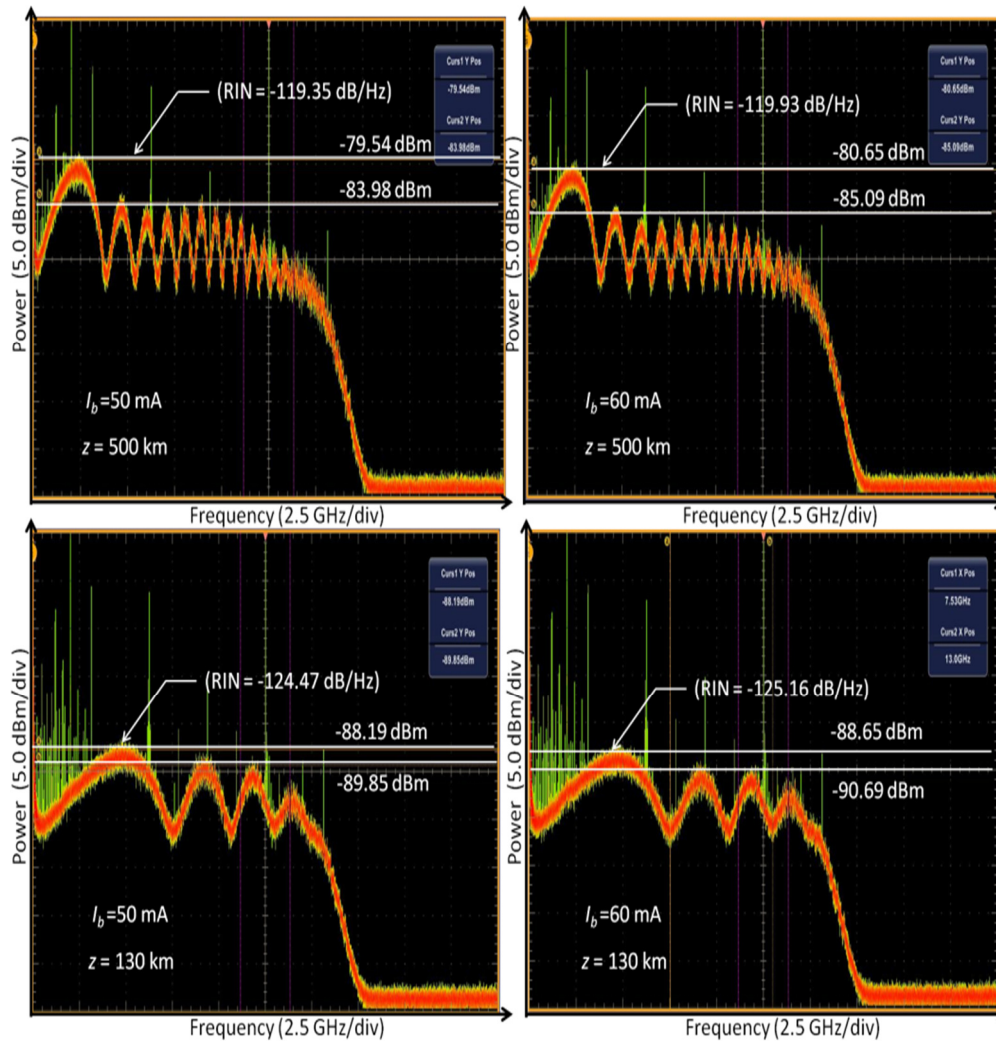 Curs1 Y Pos
-79.54dBm
Curs2 Y Pos
-83.98dBm
(RIN = -119.35 dB/Hz)
-79.54 dBm
-83.98 dBm
Power (5.0 dBm/div)
I_b=50 mA
z = 500 km
Frequency (2.5 GHz/div)
Curs1 Y Pos
-80.65dBm
Curs2 Y Pos
-85.09dBm
(RIN = -119.93 dB/Hz)
-80.65 dBm
-85.09 dBm
Power (5.0 dBm/div)
I_b=60 mA
z = 500 km
Frequency (2.5 GHz/div)
Curs1 Y Pos
-88.19dBm
Curs2 Y Pos
-89.85dBm
(RIN = -124.47 dB/Hz)
-88.19 dBm
-89.85 dBm
Power (5.0 dBm/div)
I_b=50 mA
z = 130 km
Frequency (2.5 GHz/div)
Curs1 X Pos
7.53GHz
Curs2 X Pos
13.0GHz
(RIN = -125.16 dB/Hz)
-88.65 dBm
-90.69 dBm
Power (5.0 dBm/div)
I_b=60 mA
z = 130 km
Frequency (2.5 GHz/div)